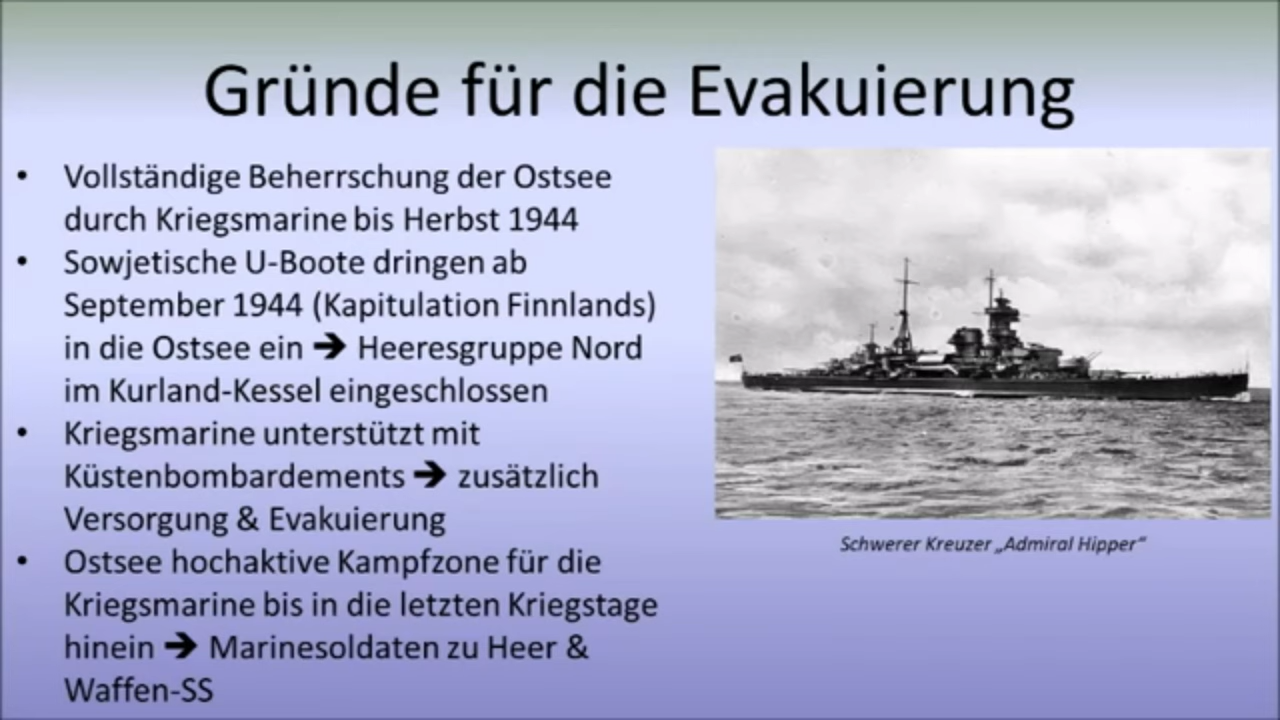 Gründe für die Evakuierung
• Vollständige Beherrschung der Ostsee
durch Kriegsmarine bis Herbst 1944
• Sowjetische U-Boote dringen ab
September 1944 (Kapitulation Finnlands)
in die Ostsee ein ➔ Heeresgruppe Nord
im Kurland-Kessel eingeschlossen
• Kriegsmarine unterstützt mit
Küstenbombardements ➔ zusätzlich
Versorgung & Evakuierung
• Ostsee hochaktive Kampfzone für die
Kriegsmarine bis in die letzten Kriegstage
hinein ➔ Marinesoldaten zu Heer &
Waffen-SS
Schwerer Kreuzer „Admiral Hipper“